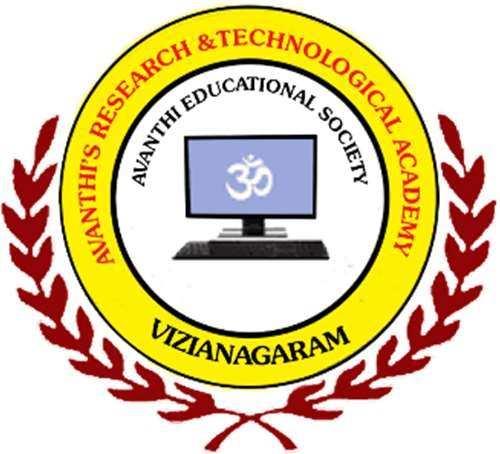 AVANTHI'S RESEARCH &TECHNOLOGICAL ACADEMY
AVANTHI EDUCATIONAL SOCIETY
ॐ
VIZIANAGARAM